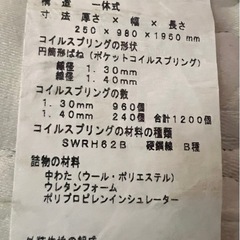 構造 一体式
寸法 厚さ × 幅 × 長さ
250 × 980 × 1950 mm
コイルスプリングの形状
円筒形ばね(ポケットコイルスプリング)
線径 1.30mm
線径 1.40mm
コイルスプリングの数
1.30mm 960個
1.40mm 240個 合計1200個
コイルスプリングの材料の種類
SWRH62B 硬鋼線 B種
詰物の材料
中わた(ウール・ポリエステル)
ウレタンフォーム
ポリプロピレンインシュレーター